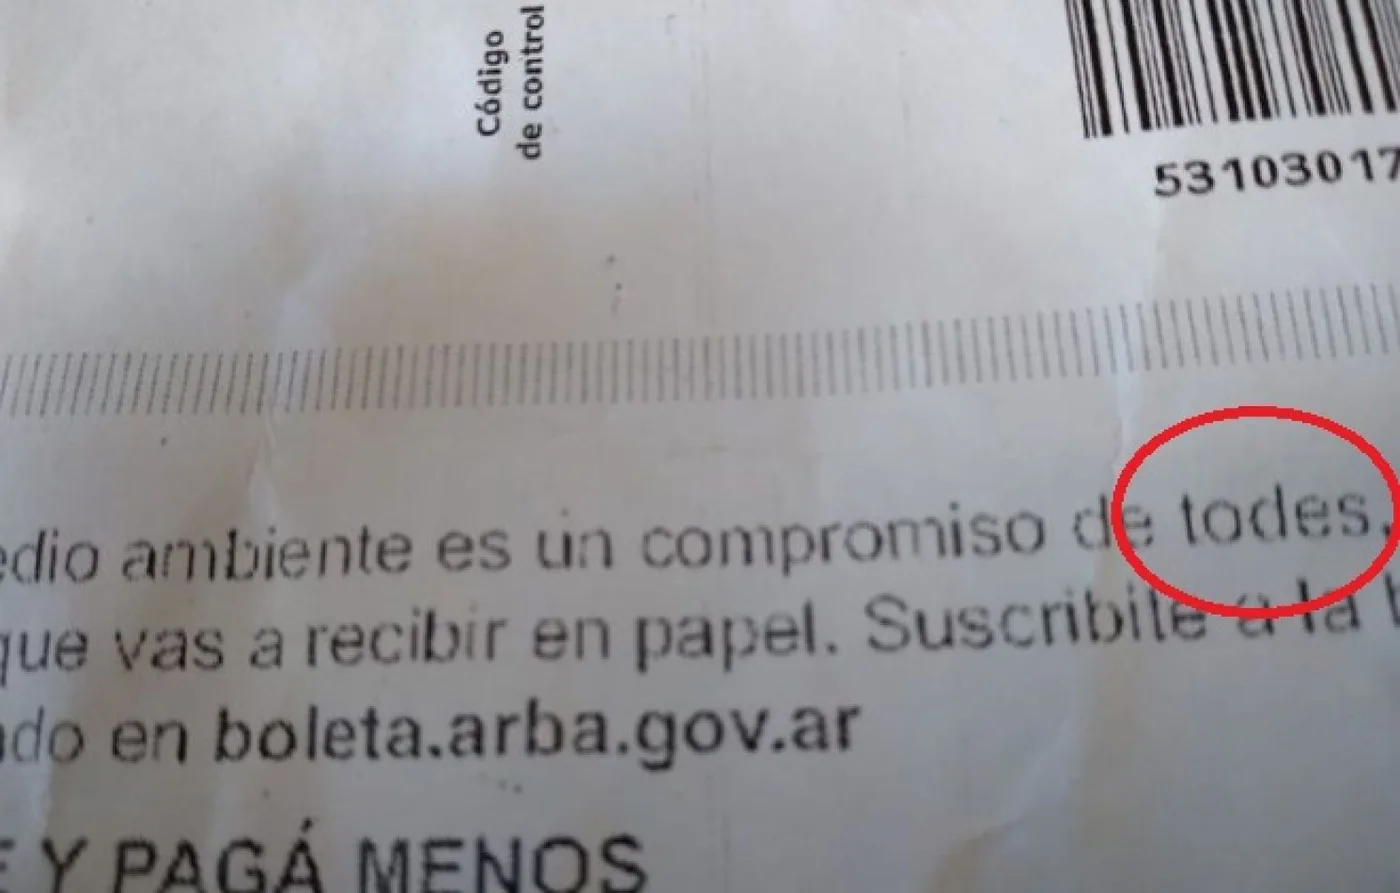 Código
de control
53103017
edio ambiente es un compromiso de todes.
que vas a recibir en papel. Suscribite a la
do en boleta.arba.gov.ar
E Y PAGÁ MENOS